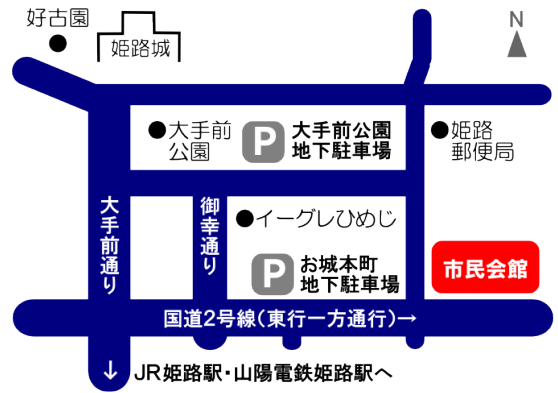 好古園
姫路城
N
大手前
公園
P
大手前公園
地下駐車場
姫路
郵便局
大手前通り
御幸通り
イーグレひめじ
P
お城本町
地下駐車場
市民会館
国道2号線(東行一方通行)→
↓ JR姫路駅・山陽電鉄姫路駅へ